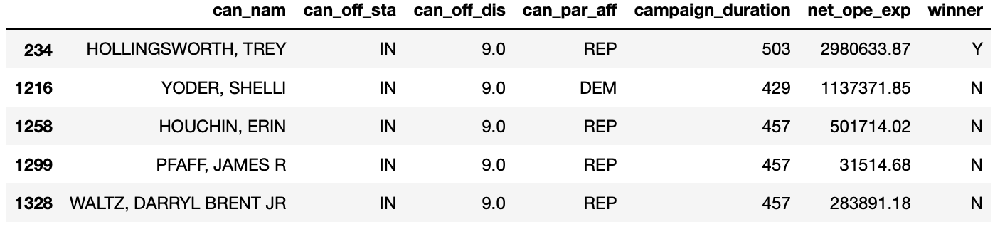 can_nam can_off_sta can_off_dis can_par_aff campaign_duration net_ope_exp winner
234 HOLLINGSWORTH, TREY IN 9.0 REP 503 2980633.87 Y
1216 YODER, SHELLI IN 9.0 DEM 429 1137371.85 N
1258 HOUCHIN, ERIN IN 9.0 REP 457 501714.02 N
1299 PFAFF, JAMES R IN 9.0 REP 457 31514.68 N
1328 WALTZ, DARRYL BRENT JR IN 9.0 REP 457 283891.18 N